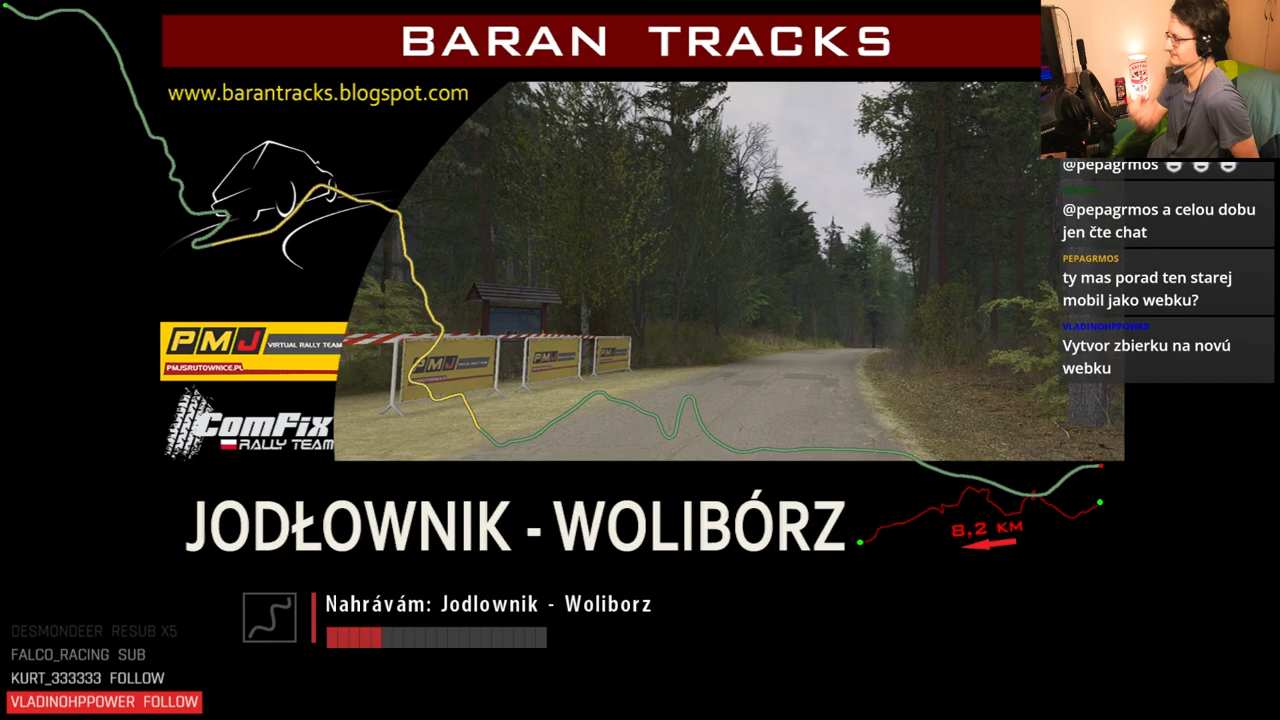 BARAN TRACKS
www.barantracks.blogspot.com
@pepagrmos
@pepagrmos a celou dobu
jen čte chat
PEPAGRMOS
ty mas porad ten starej
mobil jako webku?
VLADINOHPPOWER
Vytvor zbierku na novú
webku
PMJ VIRTUAL RALLY TEAM
PMJSRUTOWNICE.PL
PMJ
PMJ
ComFix
RALLY TEAM
JODŁOWNIK - WOLIBÓRZ
8,2 KM
Nahrávám: Jodlownik - Woliborz
DESMONDEER RESUB X5
FALCO_RACING SUB
KURT_333333 FOLLOW
VLADINOHPPOWER FOLLOW